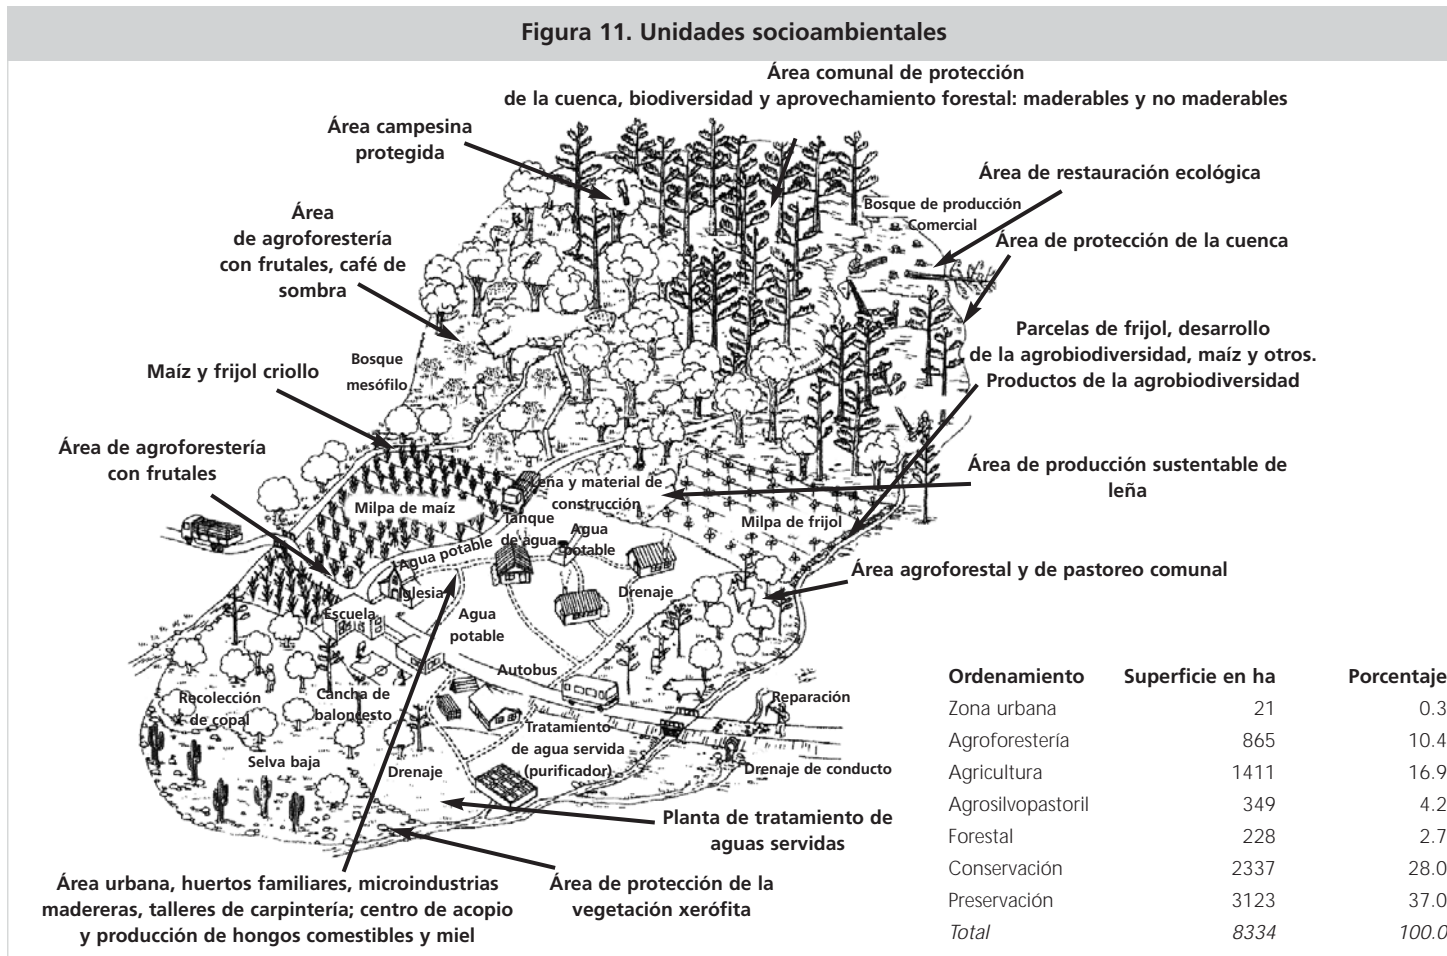 Figura 11. Unidades socioambientales
Área comunal de protección
de la cuenca, biodiversidad y aprovechamiento forestal: maderables y no maderables
Área campesina
protegida
Área de restauración ecológica
Bosque de producción
Comercial
Área
de agroforestería
con frutales, café de
sombra
Área de protección de la cuenca
Parcelas de frijol, desarrollo
de la agrobiodiversidad, maíz y otros.
Productos de la agrobiodiversidad
Bosque
mesófilo
Maíz y frijol criollo
Área de agroforestería
con frutales
Área de producción sustentable de
leña
Leña y material de
construcción
Milpa de maíz
Milpa de frijol
Tanque
de agua
Agua
potable
Agua potable
Iglesia
Drenaje
Área agroforestal y de pastoreo comunal
Escuela
Agua
potable
Autobus
Reparación
Recolección
de copal
Cancha de
baloncesto
Tratamiento
de agua servida
(purificador)
Selva baja
Drenaje
Drenaje de conducto
Planta de tratamiento de
aguas servidas
Área urbana, huertos familiares, microindustrias
madereras, talleres de carpintería; centro de acopio
y producción de hongos comestibles y miel
Área de protección de la
vegetación xerófita
Ordenamiento Superficie en ha Porcentaje
Zona urbana 21 0.3
Agroforestería 865 10.4
Agricultura 1411 16.9
Agrosilvopastoril 349 4.2
Forestal 228 2.7
Conservación 2337 28.0
Preservación 3123 37.0
Total 8334 100.0